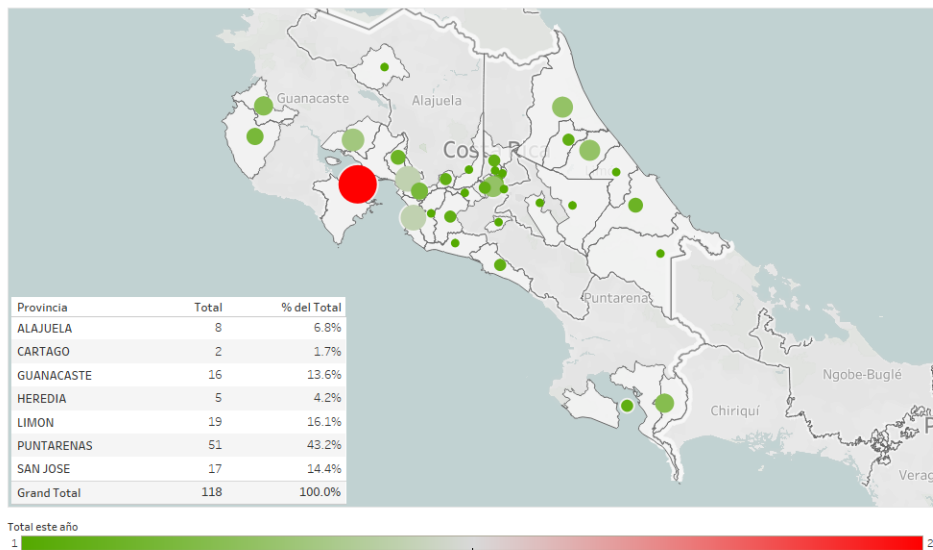 Guanacaste
Alajuela
Costa Rica
Puntarenas
Ngobe-Buglé
Chiriquí
Verag
Provincia Total % del Total
ALAJUELA 8 6.8%
CARTAGO 2 1.7%
GUANACASTE 16 13.6%
HEREDIA 5 4.2%
LIMON 19 16.1%
PUNTARENAS 51 43.2%
SAN JOSE 17 14.4%
Grand Total 118 100.0%
Total este año
1 2